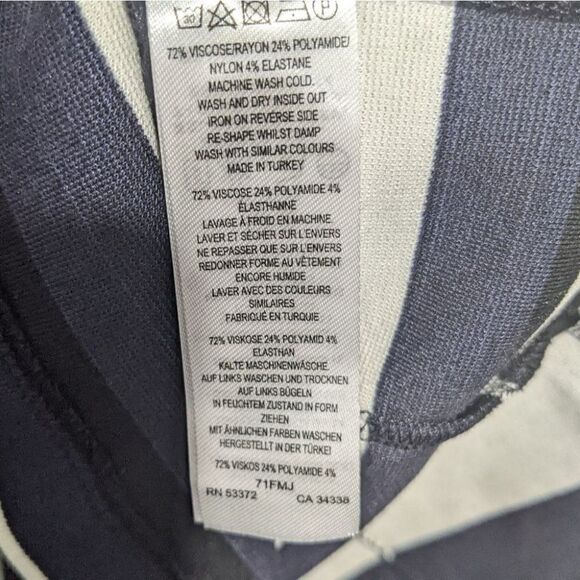 30 P
72% VISCOSE/RAYON 24% POLYAMIDE/
NYLON 4% ELASTANE
MACHINE WASH COLD.
WASH AND DRY INSIDE OUT
IRON ON REVERSE SIDE
RE-SHAPE WHILST DAMP
WASH WITH SIMILAR COLOURS
MADE IN TURKEY
72% VISCOSE 24% POLYAMIDE 4%
ÉLASTHANNE
LAVAGE À FROID EN MACHINE.
LAVER ET SÉCHER SUR L'ENVERS
NE REPASSER QUE SUR L'ENVERS
REDONNER FORME AU VÊTEMENT
ENCORE HUMIDE
LAVER AVEC DES COULEURS
SIMILAIRES
FABRIQUÉ EN TURQUIE
72% VISKOSE 24% POLYAMID 4%
ELASTHAN
KALTE MASCHINENWÄSCHE.
AUF LINKS WASCHEN UND TROCKNEN
AUF LINKS BÜGELN
IN FEUCHTEM ZUSTAND IN FORM
ZIEHEN
MIT ÄHNLICHEN FARBEN WASCHEN
HERGESTELLT IN DER TÜRKEI
72% VISKOS 24% POLYAMIDE 4%
71FMJ
RN 53372 CA 34338